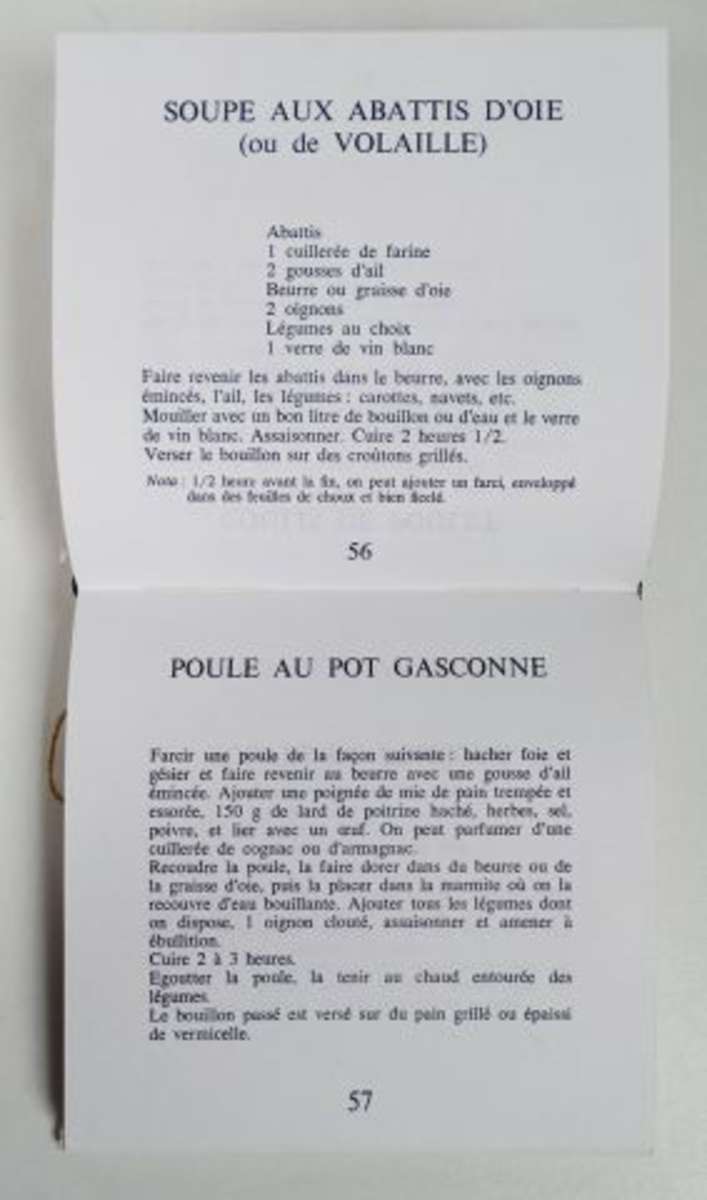 SOUPE AUX ABATTIS D'OIE
(ou de VOLAILLE)
Abattis
1 cuillerée de farine
2 gousses d'ail
Beurre ou graisse d'oie
2 oignons
Légumes au choix
1 verre de vin blanc
Faire revenir les abattis dans le beurre, avec les oignons
émincés, l'ail, les légumes : carottes, navets, etc.
Mouiller avec un bon litre de bouillon ou d'eau et le verre
de vin blanc. Assaisonner. Cuire 2 heures 1/2.
Verser le bouillon sur des croûtons grillés.
Nota : 1/2 heure avant la fin, on peut ajouter un farci, enveloppé
dans des feuilles de choux et bien ficelé.
56
POULE AU POT GASCONNE
Farcir une poule de la façon suivante : hacher foie et
gésier et faire revenir au beurre avec une gousse d'ail
émincée. Ajouter une poignée de mie de pain trempée et
essorée, 150 g de lard de poitrine haché, herbes, sel,
poivre, et lier avec un œuf. On peut parfumer d'une
cuillerée de cognac ou d'armagnac.
Recoudre la poule, la faire dorer dans du beurre ou de
la graisse d'oie, puis la placer dans la marmite où on la
recouvre d'eau bouillante. Ajouter tous les légumes dont
on dispose, 1 oignon clouté, assaisonner et amener à
ébullition.
Cuire 2 à 3 heures.
Egoutter la poule, la tenir au chaud entourée des
légumes.
Le bouillon passé est versé sur du pain grillé ou épaissi
de vermicelle.
57